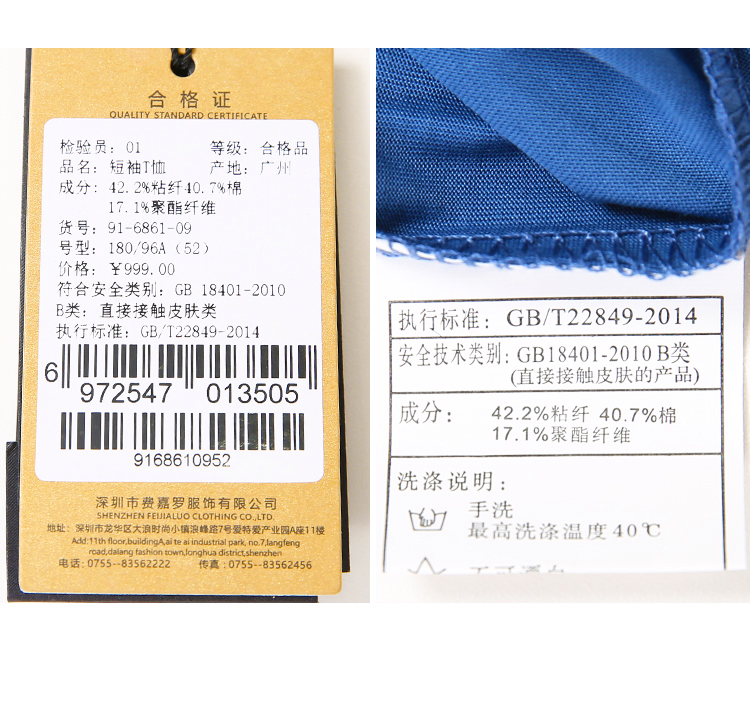 合格证
QUALITY STANDARD CERTIFICATE
检验员：01 等级：合格品
品名：短袖T恤 产地：广州
成分：42.2%粘纤40.7%棉
17.1%聚酯纤维
货号：91-6861-09
号型：180/96A（52）
价格：￥999.00
符合安全类别：GB 18401-2010
B类：直接接触皮肤类
执行标准：GB/T22849-2014
6 972547 013505
9168610952
深圳市费嘉罗服饰有限公司
SHENZHEN FEIJIALUO CLOTHING CO.,LTD.
地址：深圳市龙华区大浪时尚小镇浪峰路7号爱特爱产业园A座11楼
Add:11th floor,buildingA,ai te ai industrial park, no.7,langfeng
road,dalang fashion town,longhua district,shenzhen
电话：0755--83562222 传真：0755--83562456
执行标准：GB/T22849-2014
安全技术类别：GB18401-2010 B类
(直接接触皮肤的产品)
成分：42.2%粘纤 40.7%棉
17.1%聚酯纤维
洗涤说明：
手洗
最高洗涤温度40℃